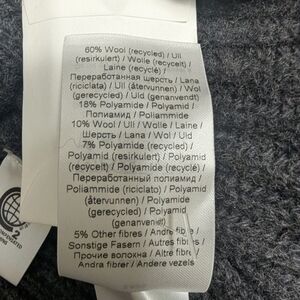 60% Wool (recycled) / Ull
(resirkulert) / Wolle (recycelt) /
Laine (recyclé) /
Переработанная шерсть / Lana
(riciclata) / Ull (återvunnen) / Wol
(gerecycled) / Uld (genanvendt)
18% Polyamide / Polyamid /
Полиамид / Poliammide
10% Wool / Ull / Wolle / Laine /
Шерсть / Lana / Wol / Uld
7% Polyamide (recycled) /
Polyamid (resirkulert) / Polyamid
(recycelt) / Polyamide (recyclé) /
Переработанный полиамид /
Poliammide (riciclato) / Polyamid
(återvunnen) / Polyamide
(gerecycled) / Polyamid
(genanvendt)
5% Other fibres / Andre fibre /
Sonstige Fasern / Autres fibres /
Прочие волокна / Altre fibre /
Andra fibrer / Andere vezels